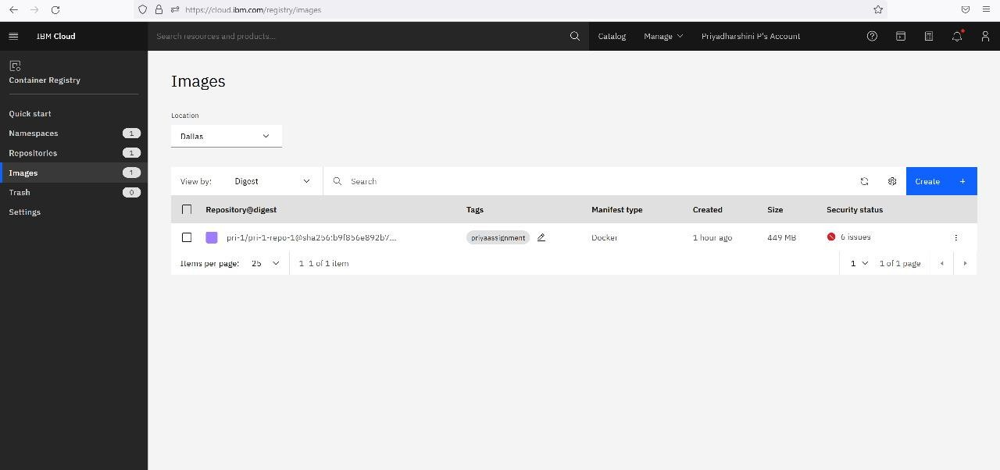 https://cloud.ibm.com/registry/images
IBM Cloud
Search resources and products...
Catalog
Manage
Priyadharshini P's Account
Container Registry
Quick start
Namespaces 1
Repositories 1
Images 1
Trash 0
Settings
Images
Location
Dallas
View by: Digest
Search
Create +
Repository@digest Tags Manifest type Created Size Security status
pri-1/pri-1-repo-1@sha256:b9f856e892b7... priyaassignment Docker 1 hour ago 449 MB 6 issues
Items per page: 25 1–1 of 1 item 1 1 of 1 page